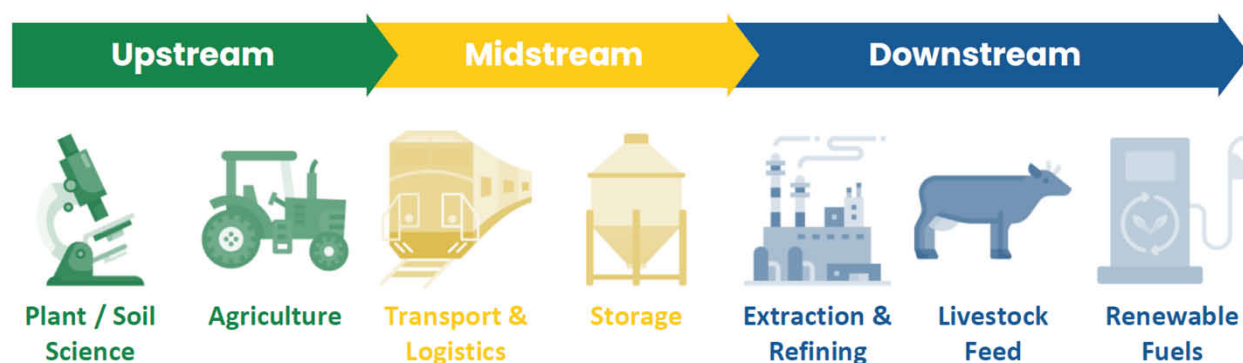 Upstream
Midstream
Downstream
Plant / Soil
Science
Agriculture
Transport &
Logistics
Storage
Extraction &
Refining
Livestock
Feed
Renewable
Fuels